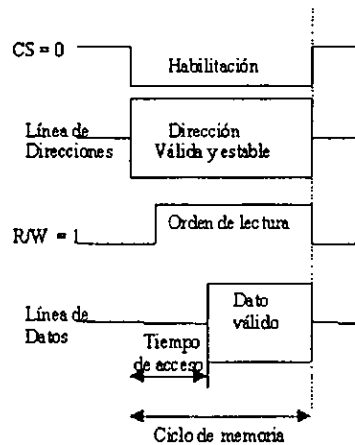 CS = 0
Habilitación
Línea de
Direcciones
Dirección
Válida y estable
R/W = 1
Orden de lectura
Línea de
Datos
Dato
válido
Tiempo
de acceso
Ciclo de memoria